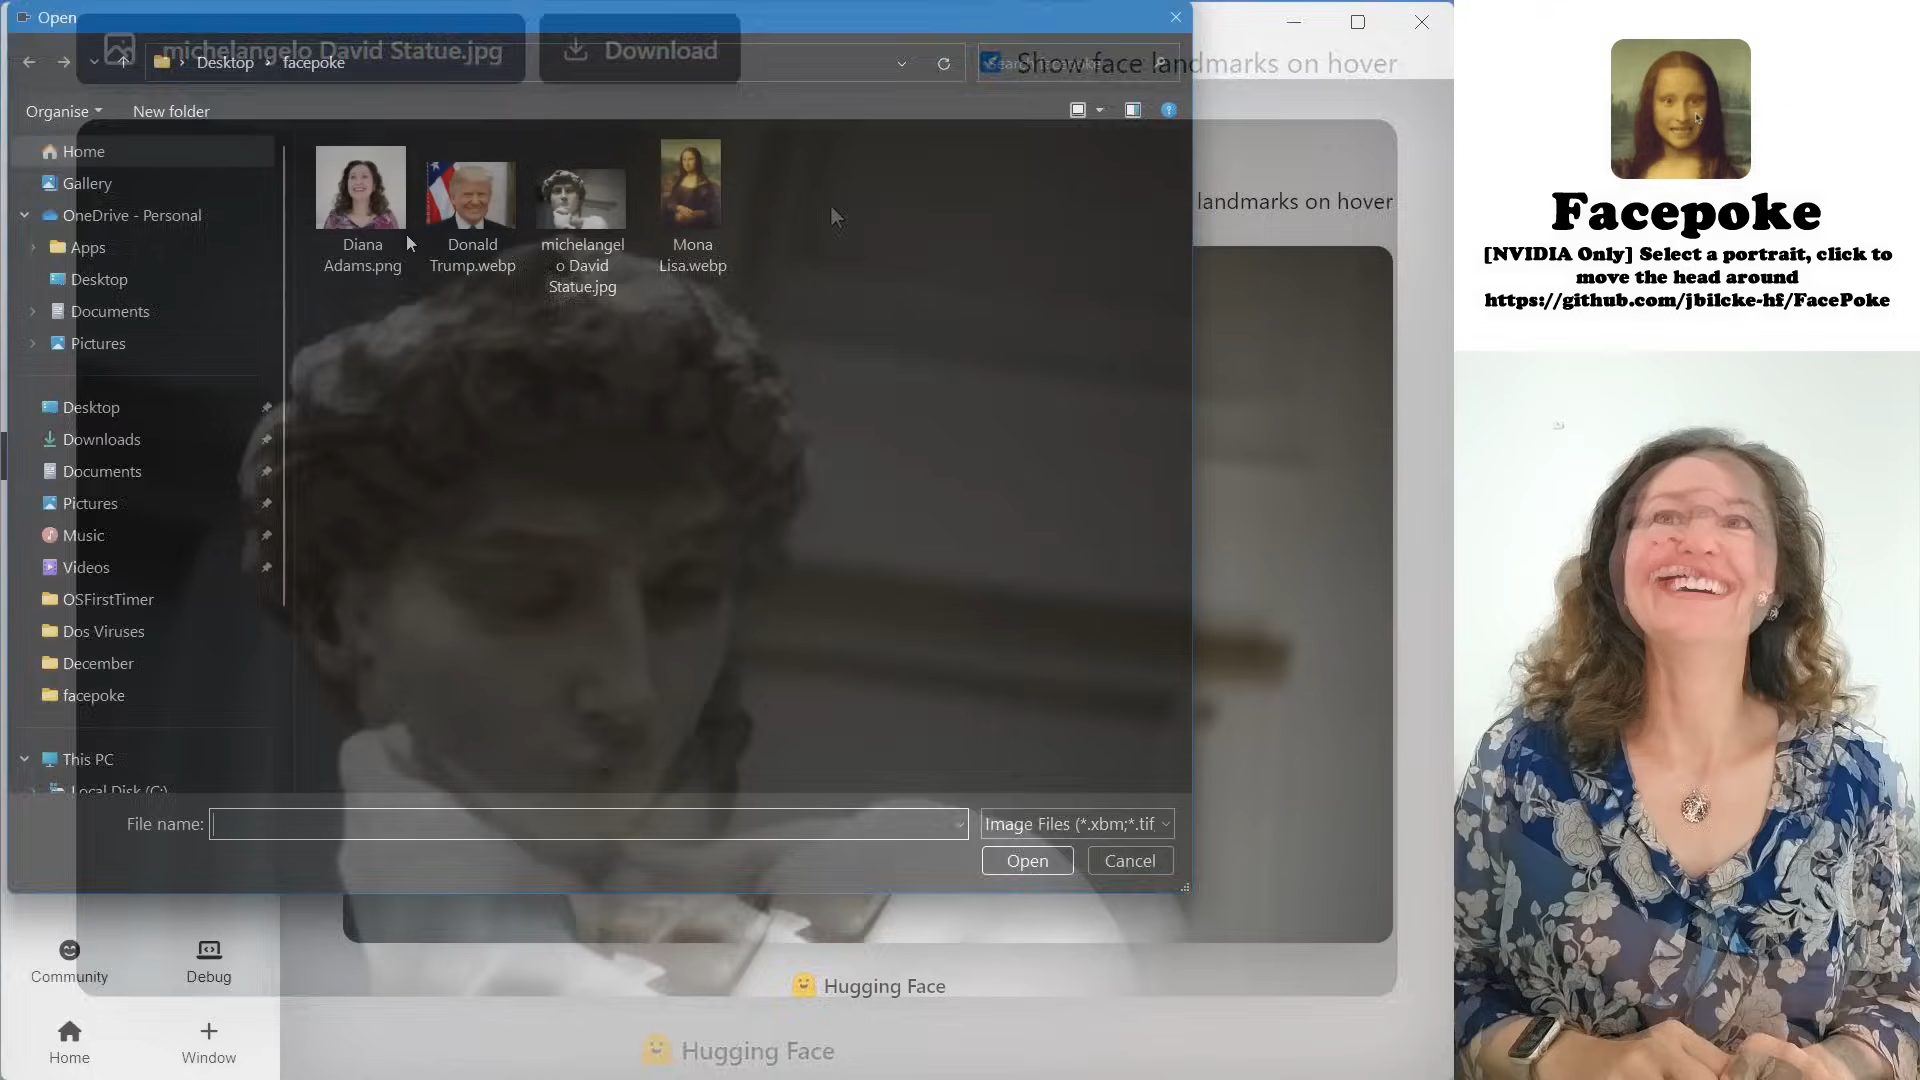 Open
michelangelo David Statue.jpg
Download
Desktop
facepoke
Show face landmarks on hover
Organise
New folder
Home
Gallery
OneDrive - Personal
Apps
Desktop
Documents
Pictures
Desktop
Downloads
Documents
Pictures
Music
Videos
OSFirstTimer
Dos Viruses
December
facepoke
This PC
Local Disk (C:)
Diana
Adams.png
Donald
Trump.webp
michelangel
o David
Statue.jpg
Mona
Lisa.webp
landmarks on hover
File name:
Image Files (*.xbm;*.tif
Open
Cancel
Community
Debug
Home
Window
Hugging Face
Hugging Face
Facepoke
[NVIDIA Only] Select a portrait, click to
move the head around
https://github.com/jbilcke-hf/FacePoke